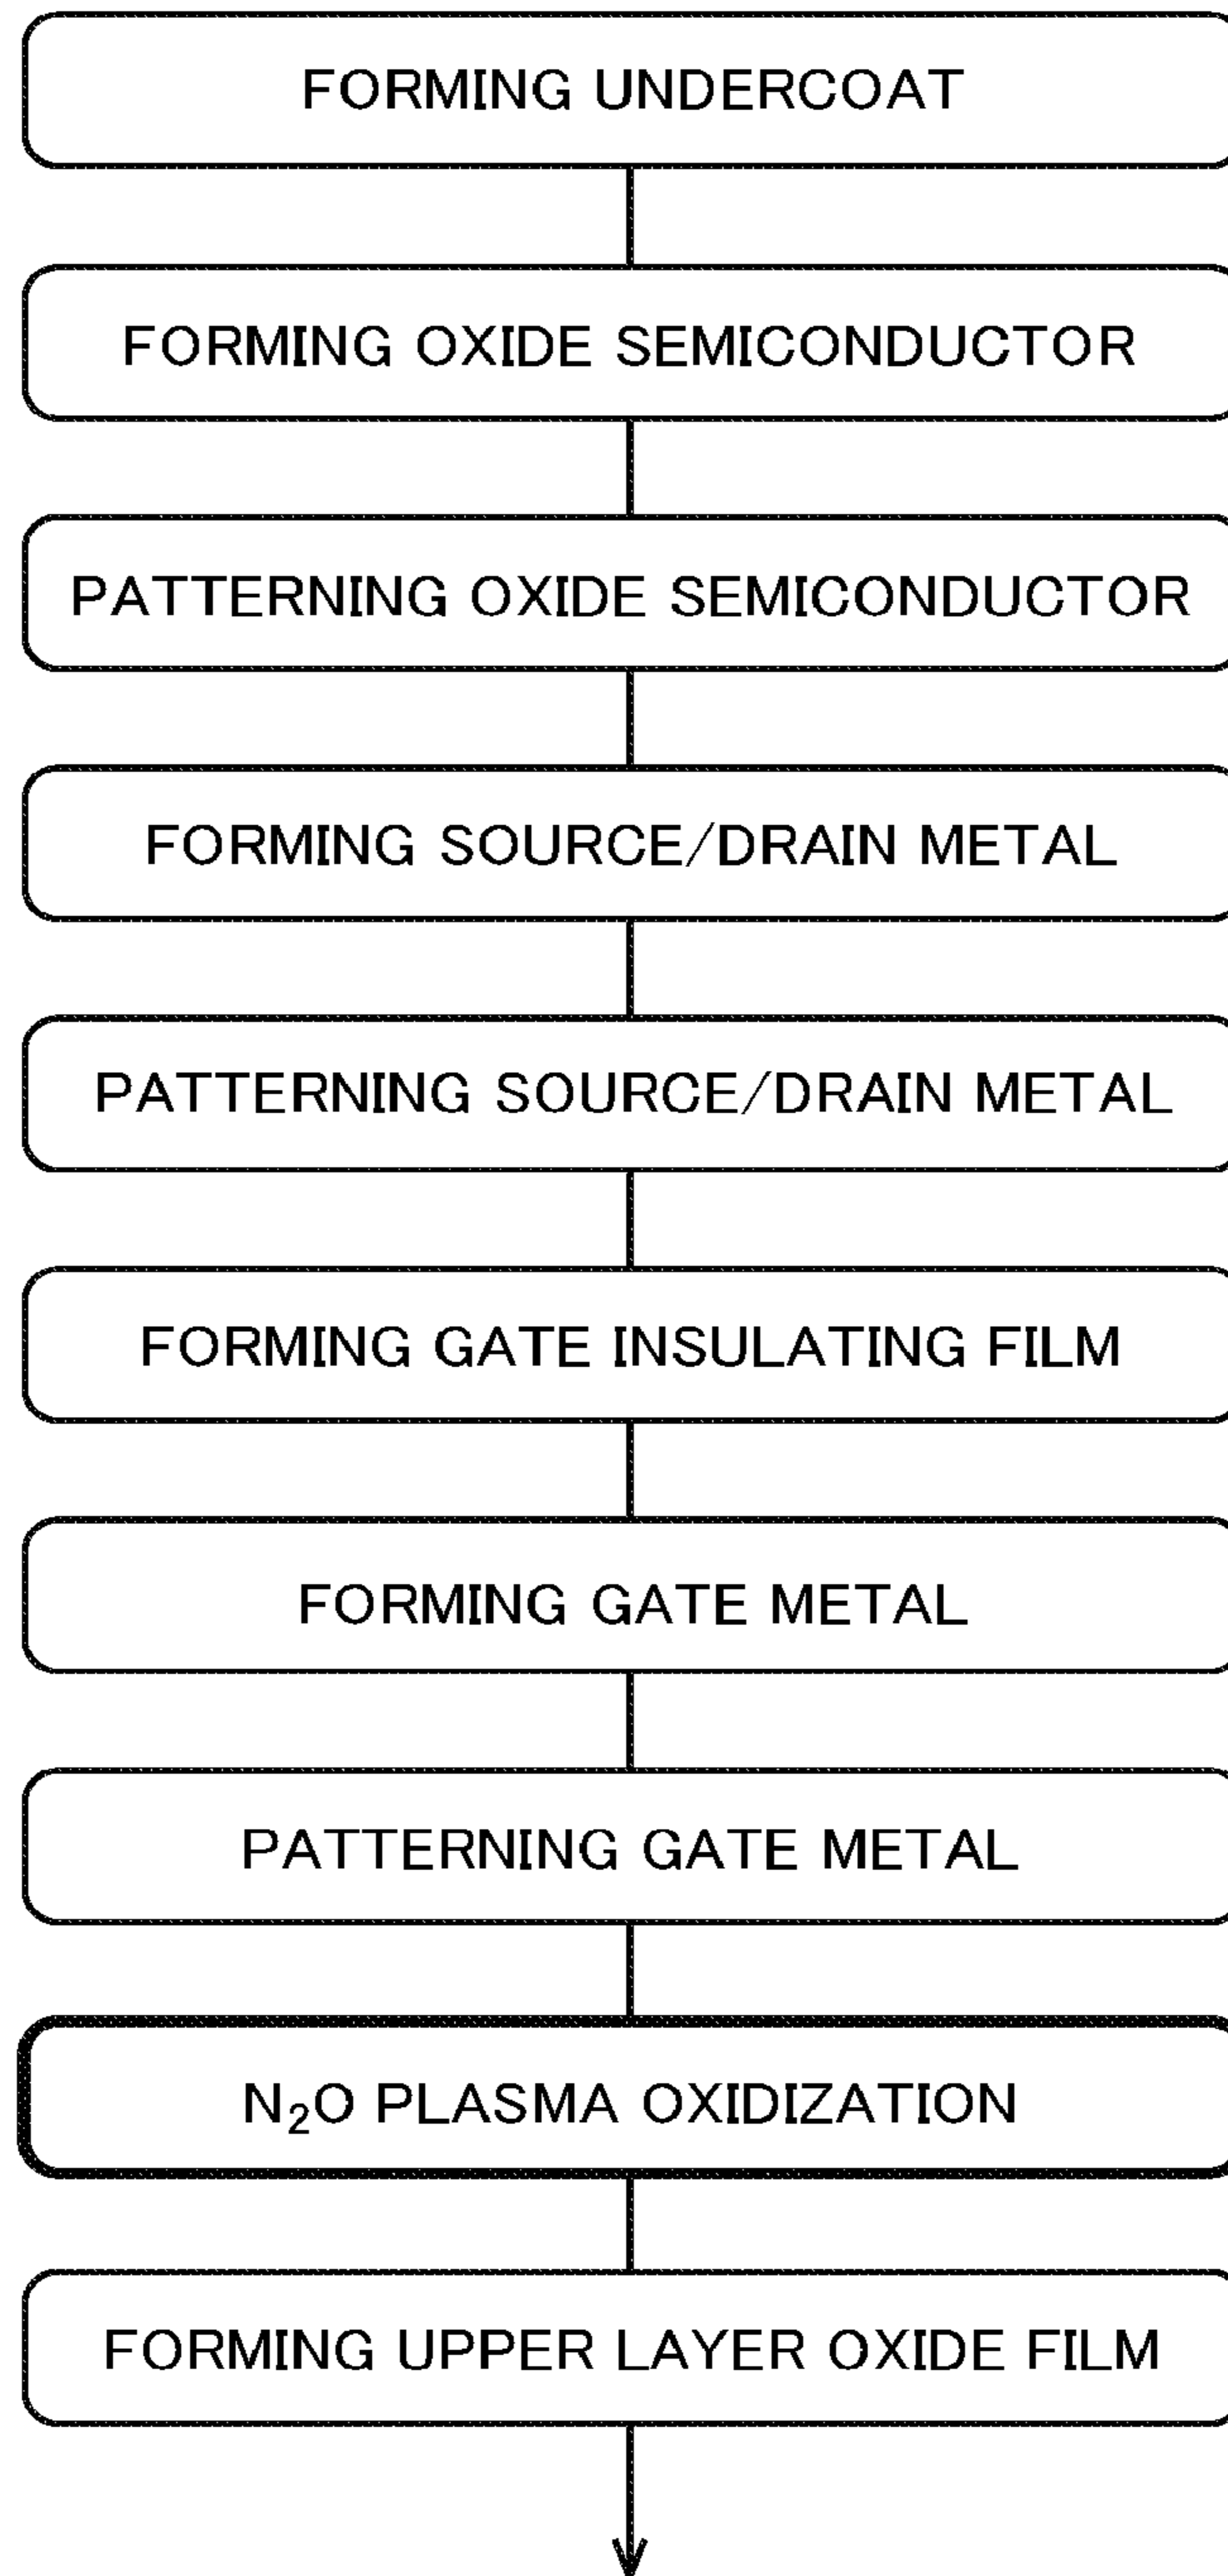 FORMING UNDERCOAT
FORMING OXIDE SEMICONDUCTOR
PATTERNING OXIDE SEMICONDUCTOR
FORMING SOURCE/DRAIN METAL
PATTERNING SOURCE/DRAIN METAL
FORMING GATE INSULATING FILM
FORMING GATE METAL
PATTERNING GATE METAL
N₂O PLASMA OXIDIZATION
FORMING UPPER LAYER OXIDE FILM